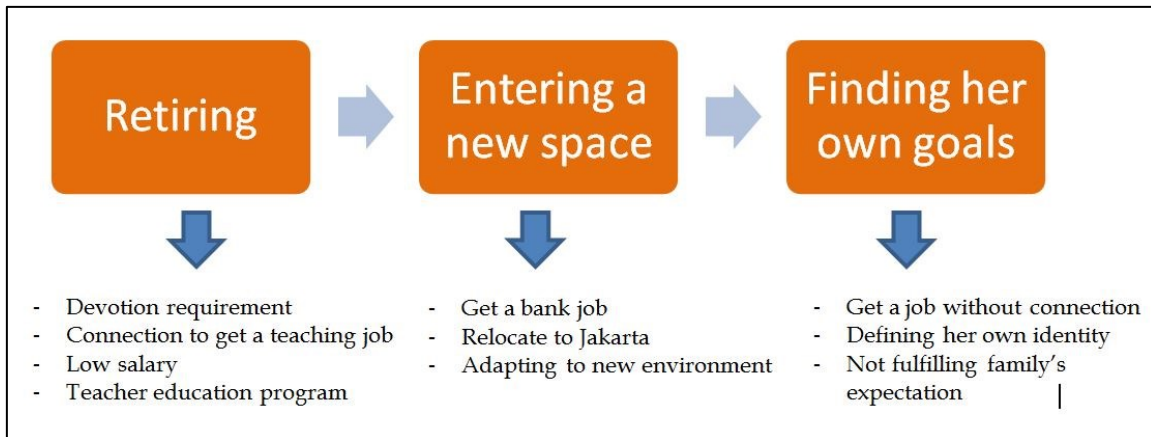 Retiring
Entering a
new space
Finding her
own goals
- Devotion requirement
- Connection to get a teaching job
- Low salary
- Teacher education program
- Get a bank job
- Relocate to Jakarta
- Adapting to new environment
- Get a job without connection
- Defining her own identity
- Not fulfilling family's
expectation